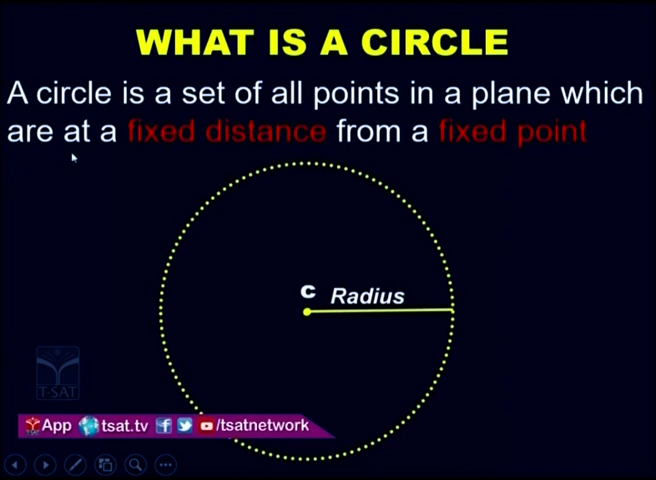 WHAT IS A CIRCLE
A circle is a set of all points in a plane which
are at a fixed distance from a fixed point
C Radius
T-SAT
App tsat.tv /tsatnetwork